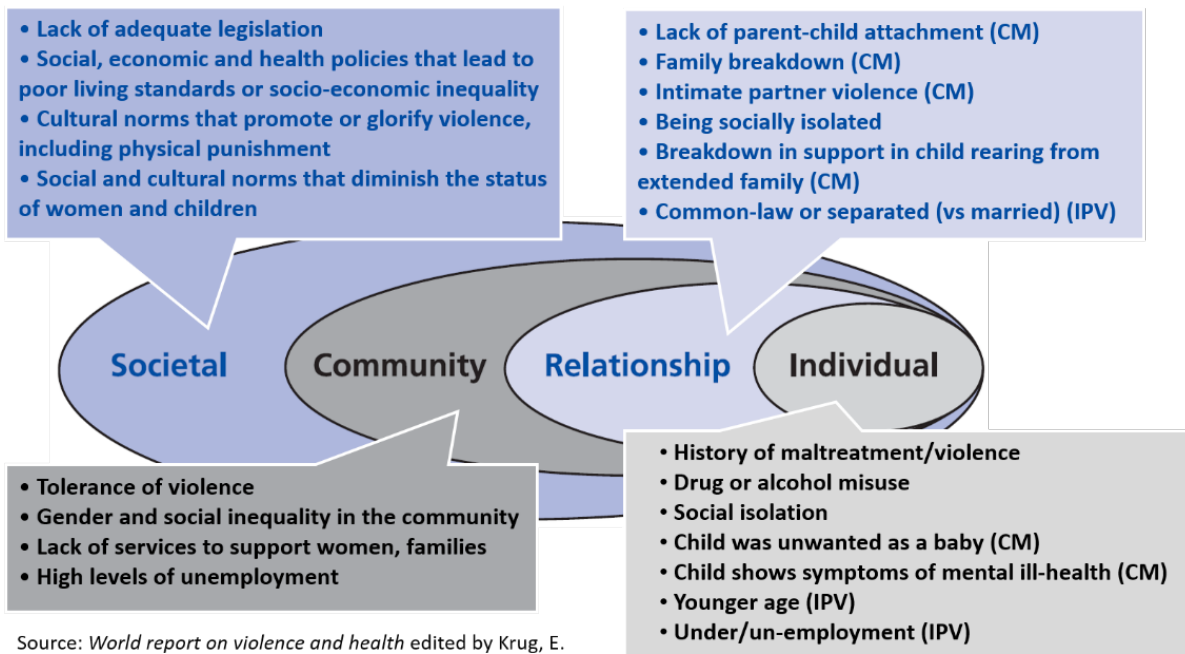 • Lack of adequate legislation
• Social, economic and health policies that lead to
poor living standards or socio-economic inequality
• Cultural norms that promote or glorify violence,
including physical punishment
• Social and cultural norms that diminish the status
of women and children
• Lack of parent-child attachment (CM)
• Family breakdown (CM)
• Intimate partner violence (CM)
• Being socially isolated
• Breakdown in support in child rearing from
extended family (CM)
• Common-law or separated (vs married) (IPV)
Societal
Community
Relationship
Individual
• Tolerance of violence
• Gender and social inequality in the community
• Lack of services to support women, families
• High levels of unemployment
• History of maltreatment/violence
• Drug or alcohol misuse
• Social isolation
• Child was unwanted as a baby (CM)
• Child shows symptoms of mental ill-health (CM)
• Younger age (IPV)
• Under/un-employment (IPV)
Source: World report on violence and health edited by Krug, E.